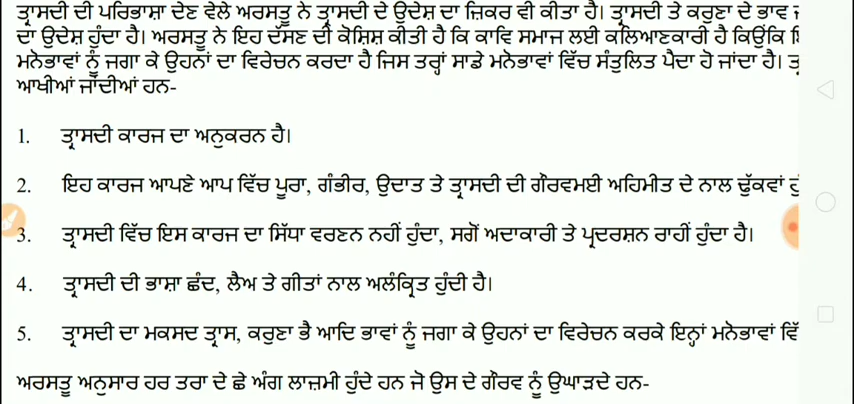 ਤ੍ਰਾਸਦੀ ਦੀ ਪਰਿਭਾਸ਼ਾ ਦੇਣ ਵੇਲੇ ਅਰਸਤੂ ਨੇ ਤ੍ਰਾਸਦੀ ਦੇ ਉਦੇਸ਼ ਦਾ ਜ਼ਿਕਰ ਵੀ ਕੀਤਾ ਹੈ। ਤ੍ਰਾਸਦੀ ਤੇ ਕਰੁਣਾ ਦੇ ਭਾਵ
ਦਾ ਉਦੇਸ਼ ਹੁੰਦਾ ਹੈ। ਅਰਸਤੂ ਨੇ ਇਹ ਦੱਸਣ ਦੀ ਕੋਸ਼ਿਸ਼ ਕੀਤੀ ਹੈ ਕਿ ਕਾਵਿ ਸਮਾਜ ਲਈ ਕਲਿਆਣਕਾਰੀ ਹੈ ਕਿਉਂਕਿ
ਮਨੋਭਾਵਾਂ ਨੂੰ ਜਗਾ ਕੇ ਉਹਨਾਂ ਦਾ ਵਿਰੇਚਨ ਕਰਦਾ ਹੈ ਜਿਸ ਤਰ੍ਹਾਂ ਸਾਡੇ ਮਨੋਭਾਵਾਂ ਵਿੱਚ ਸੰਤੁਲਿਤ ਪੈਦਾ ਹੋ ਜਾਂਦਾ ਹੈ।
ਆਖੀਆਂ ਜਾਂਦੀਆਂ ਹਨ-
1. ਤ੍ਰਾਸਦੀ ਕਾਰਜ ਦਾ ਅਨੁਕਰਨ ਹੈ।
2. ਇਹ ਕਾਰਜ ਆਪਣੇ ਆਪ ਵਿੱਚ ਪੂਰਾ, ਗੰਭੀਰ, ਉਦਾਤ ਤੇ ਤ੍ਰਾਸਦੀ ਦੀ ਗੌਰਵਮਈ ਅਹਿਮੀਤ ਦੇ ਨਾਲ ਢੁੱਕਵਾਂ
3. ਤ੍ਰਾਸਦੀ ਵਿੱਚ ਇਸ ਕਾਰਜ ਦਾ ਸਿੱਧਾ ਵਰਣਨ ਨਹੀਂ ਹੁੰਦਾ, ਸਗੋਂ ਅਦਾਕਾਰੀ ਤੇ ਪ੍ਰਦਰਸ਼ਨ ਰਾਹੀਂ ਹੁੰਦਾ ਹੈ।
4. ਤ੍ਰਾਸਦੀ ਦੀ ਭਾਸ਼ਾ ਛੰਦ, ਲੈਅ ਤੇ ਗੀਤਾਂ ਨਾਲ ਅਲੰਕ੍ਰਿਤ ਹੁੰਦੀ ਹੈ।
5. ਤ੍ਰਾਸਦੀ ਦਾ ਮਕਸਦ ਤ੍ਰਾਸ, ਕਰੁਣਾ ਭੈ ਆਦਿ ਭਾਵਾਂ ਨੂੰ ਜਗਾ ਕੇ ਉਹਨਾਂ ਦਾ ਵਿਰੇਚਨ ਕਰਕੇ ਇਨ੍ਹਾਂ ਮਨੋਭਾਵਾਂ
ਅਰਸਤੂ ਅਨੁਸਾਰ ਹਰ ਤਰਾ ਦੇ ਛੇ ਅੰਗ ਲਾਜ਼ਮੀ ਹੁੰਦੇ ਹਨ ਜੋ ਉਸ ਦੇ ਗੌਰਵ ਨੂੰ ਉਘਾੜਦੇ ਹਨ-